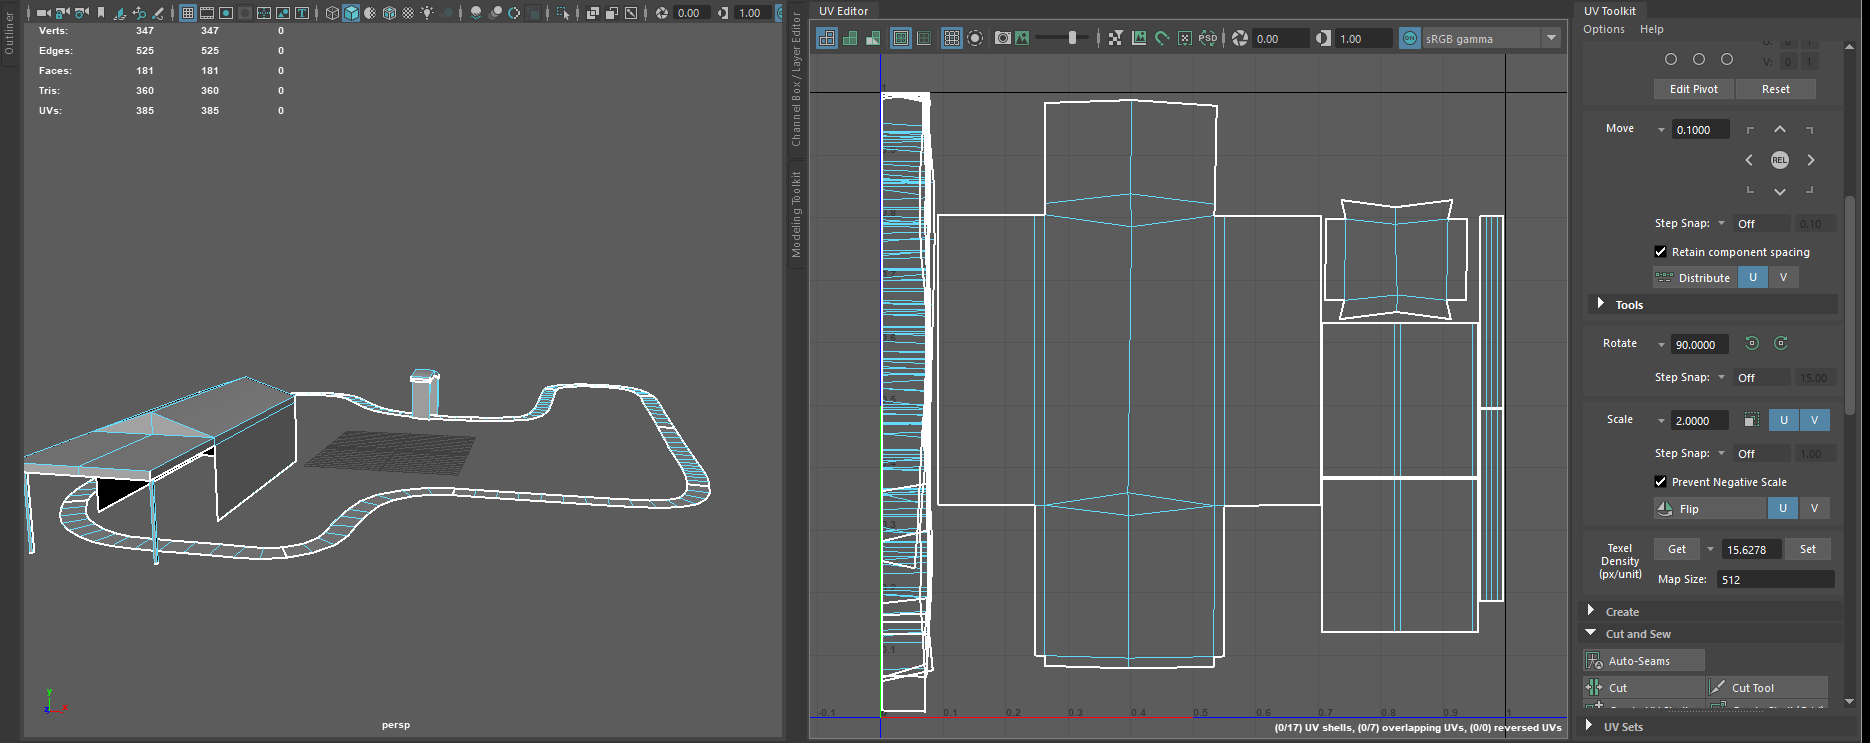 Outliner
0.00
1.00
Verts: 347 347 0
Edges: 525 525 0
Faces: 181 181 0
Tris: 360 360 0
UVs: 385 385 0
y
z
x
persp
Channel Box / Layer Editor
Modeling Toolkit
UV Editor
PSD
0.00
1.00
ON
sRGB gamma
-0.1 0 0.1 0.2 0.3 0.4 0.5 0.6 0.7 0.8 0.9 1
(0/17) UV shells, (0/7) overlapping UVs, (0/0) reversed UVs
UV Toolkit
Options Help
V: 0 1
Edit Pivot Reset
Move 0.1000
REL
Step Snap: Off 0.10
Retain component spacing
Distribute U V
Tools
Rotate 90.0000
Step Snap: Off 15.00
Scale 2.0000 U V
Step Snap: Off 1.00
Prevent Negative Scale
Flip U V
Texel Density (px/unit) Get 15.6278 Set
Map Size: 512
Create
Cut and Sew
Auto-Seams
Cut Cut Tool
UV Sets